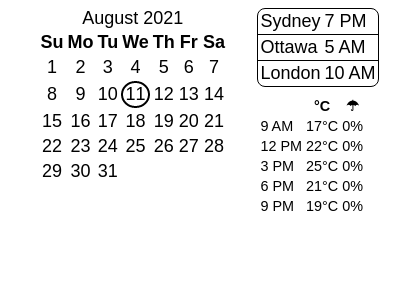 August 2021
Su Mo Tu We Th Fr Sa
1 2 3 4 5 6 7
8 9 10 11 12 13 14
15 16 17 18 19 20 21
22 23 24 25 26 27 28
29 30 31
Sydney 7 PM
Ottawa 5 AM
London 10 AM
°C ☂
9 AM 17°C 0%
12 PM 22°C 0%
3 PM 25°C 0%
6 PM 21°C 0%
9 PM 19°C 0%